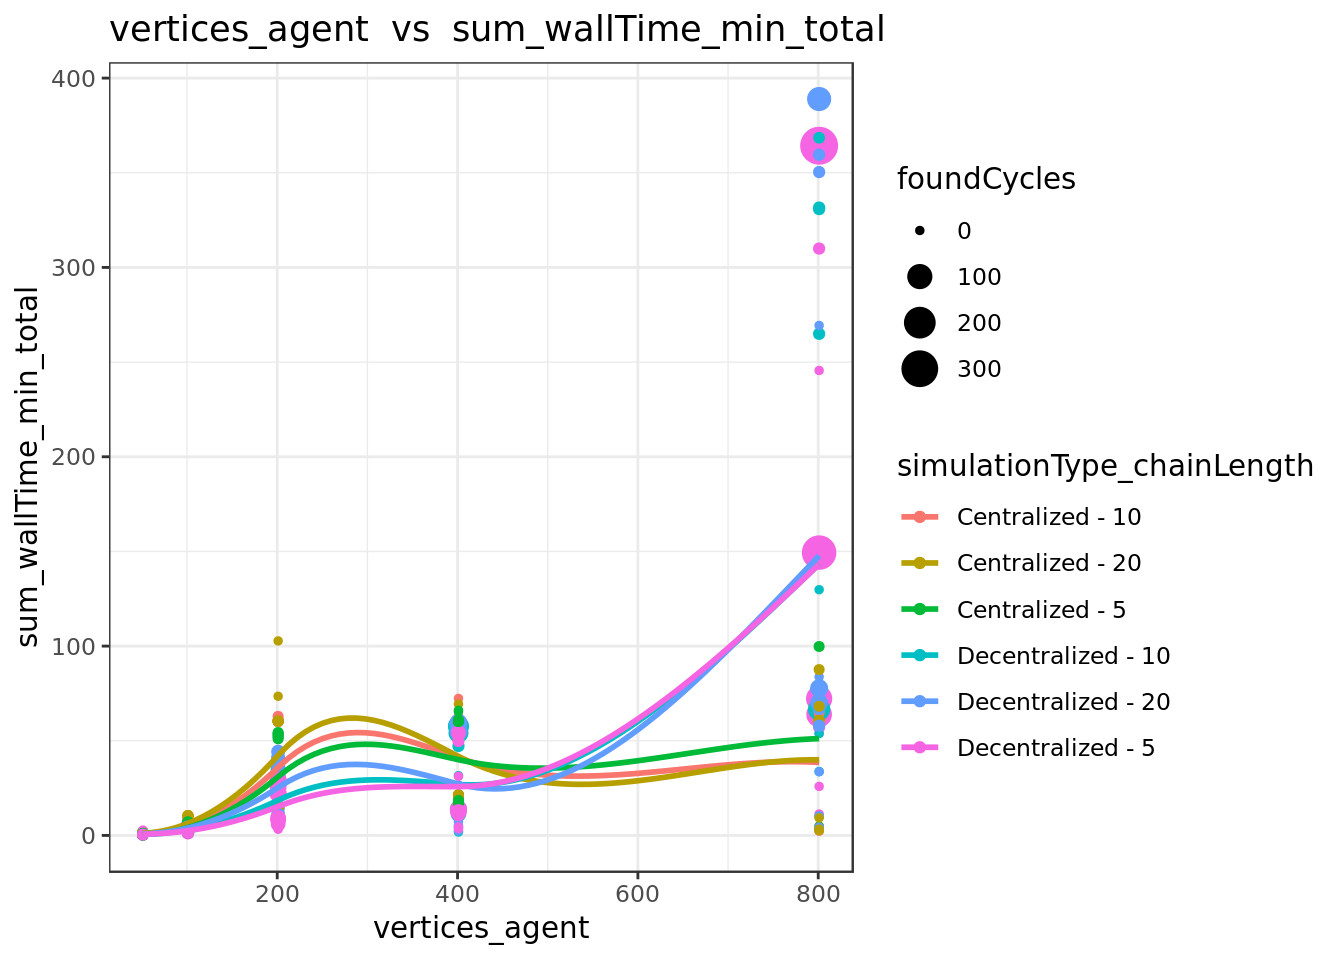 vertices_agent vs sum_wallTime_min_total
sum_wallTime_min_total
400
300
200
100
0
200 400 600 800
vertices_agent
foundCycles
0
100
200
300
simulationType_chainLength
Centralized - 10
Centralized - 20
Centralized - 5
Decentralized - 10
Decentralized - 20
Decentralized - 5